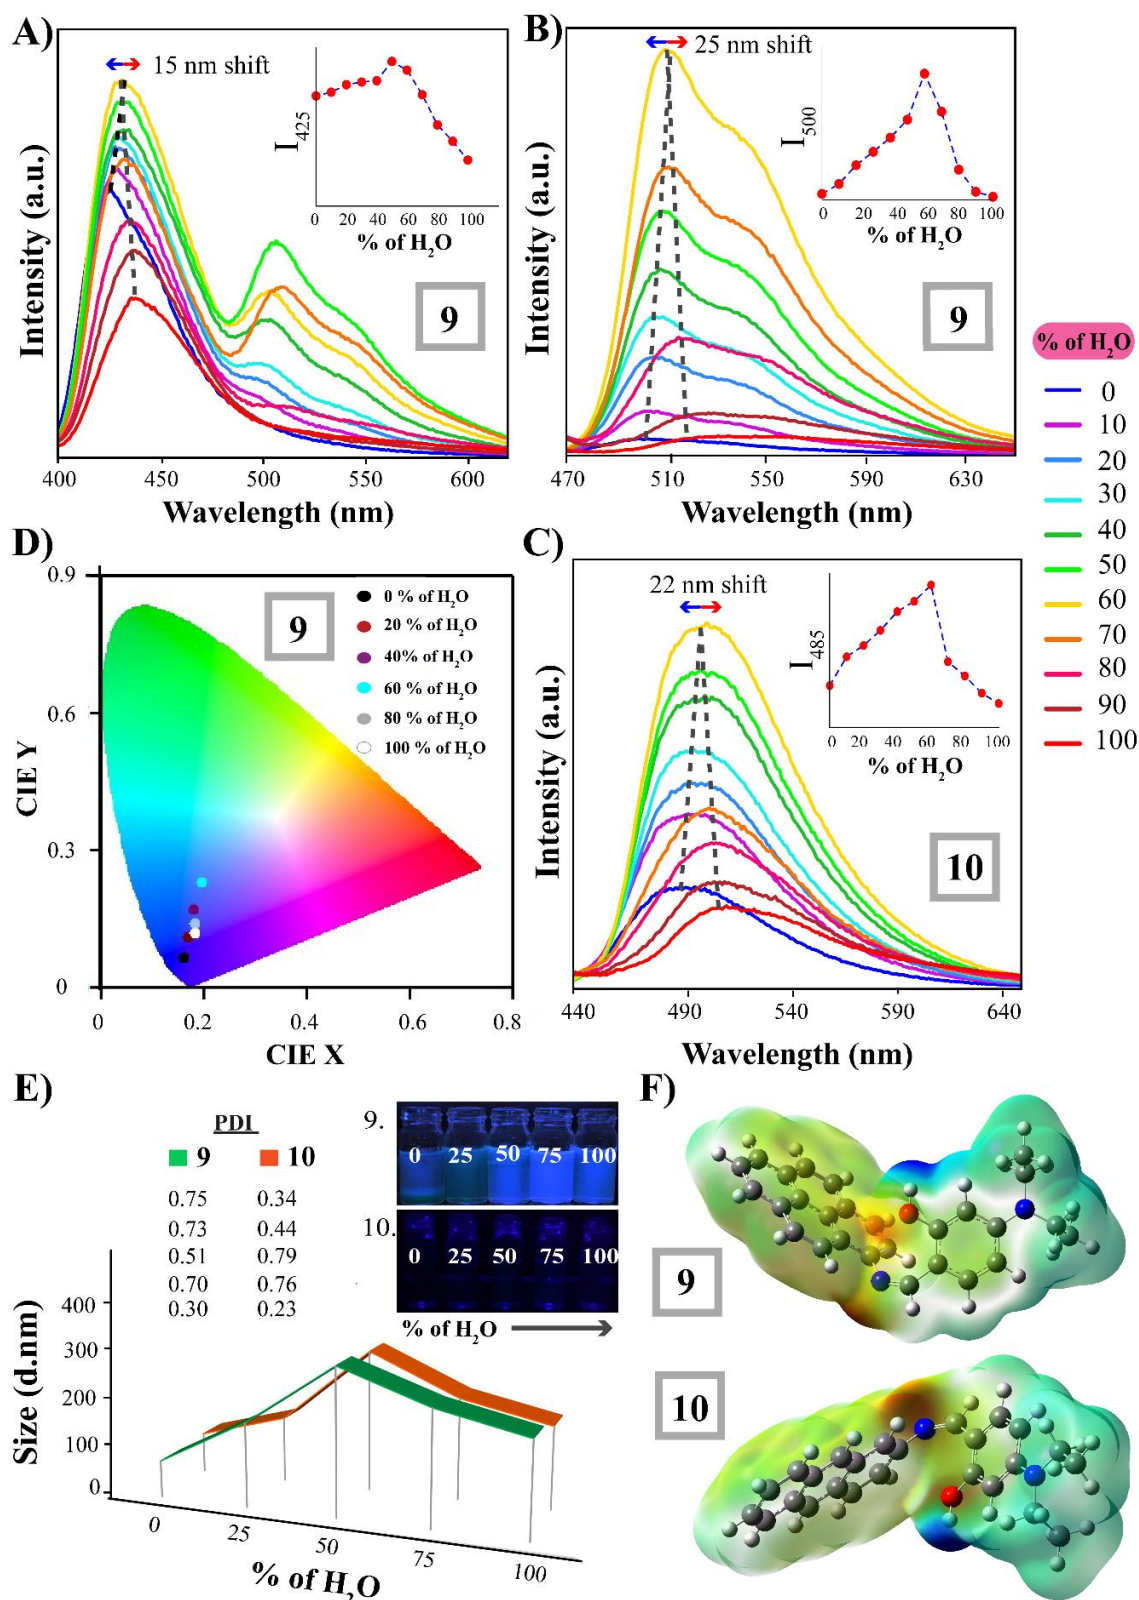 A)
15 nm shift
I425
0 20 40 60 80 100
% of H2O
9
Intensity (a.u.)
400 450 500 550 600
Wavelength (nm)
B)
25 nm shift
I500
0 20 40 60 80 100
% of H2O
9
Intensity (a.u.)
470 510 550 590 630
Wavelength (nm)
% of H2O
0
10
20
30
40
50
60
70
80
90
100
D)
0.9
0.6
0.3
0
CIE Y
9
0 % of H2O
20 % of H2O
40% of H2O
60 % of H2O
80 % of H2O
100 % of H2O
0 0.2 0.4 0.6 0.8
CIE X
C)
22 nm shift
I485
0 20 40 60 80 100
% of H2O
10
Intensity (a.u.)
440 490 540 590 640
Wavelength (nm)
E)
PDI
9 10
0.75 0.34
0.73 0.44
0.51 0.79
0.70 0.76
0.30 0.23
9.
0 25 50 75 100
10.
0 25 50 75 100
% of H2O
400
300
200
100
0
Size (d.nm)
0 25 50 75 100
% of H2O
F)
9
10